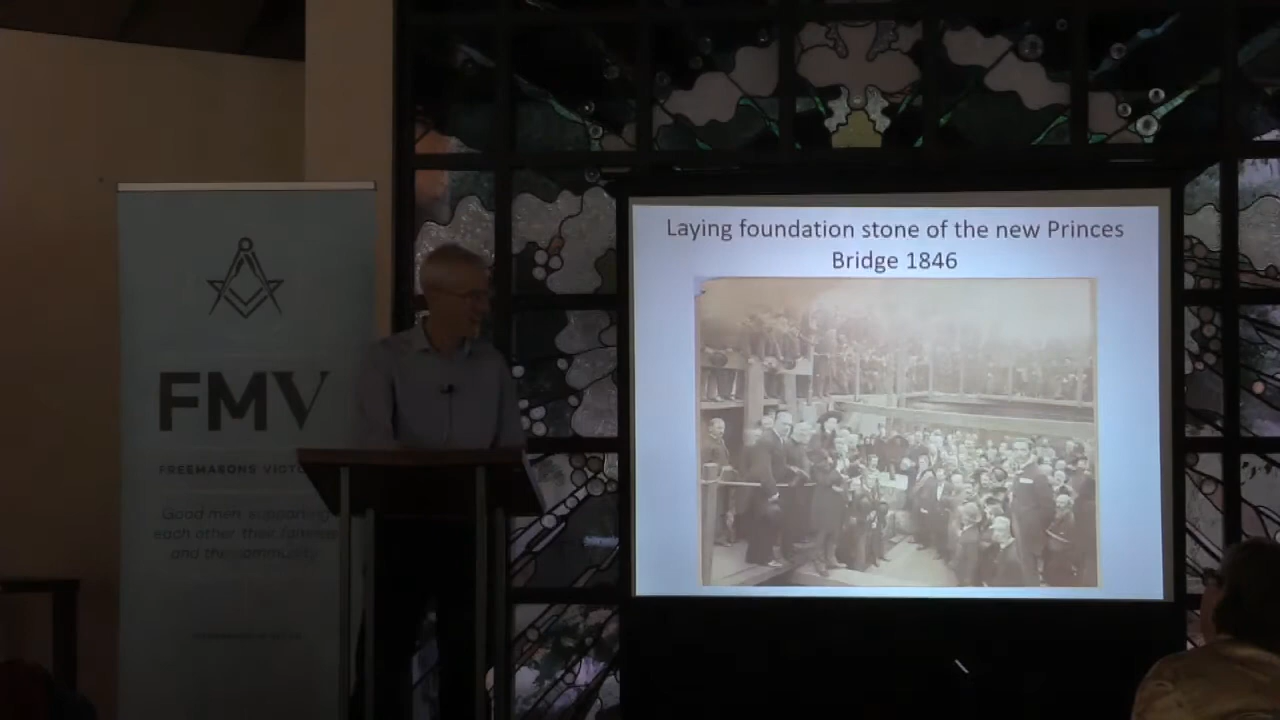 FMV
FREEMASONS VICTO
Good men supporting
each other, their families
and the community
Laying foundation stone of the new Princes
Bridge 1846